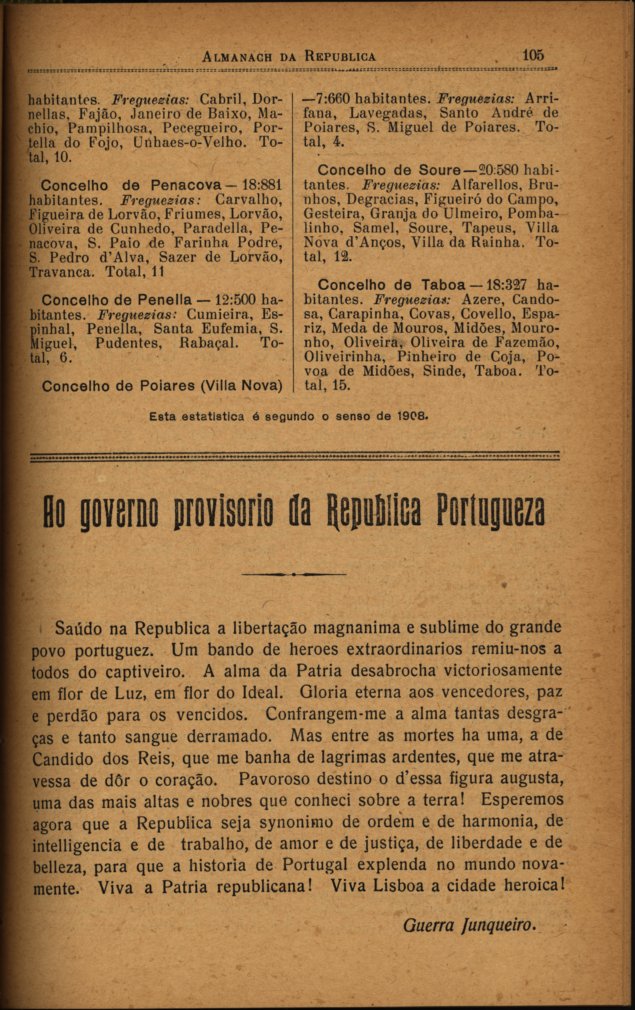 ALMANACH DA REPUBLICA 105
habitantes. Freguezias: Cabril, Dor-
nellas, Fajão, Janeiro de Baixo, Ma-
chio, Pampilhosa, Pecegueiro, Por-
tella do Fojo, Unhaes-o-Velho. To-
tal, 10.
Concelho de Penacova — 18:881
habitantes. Freguezias: Carvalho,
Figueira de Lorvão, Friumes, Lorvão,
Oliveira de Cunhedo, Paradella, Pe-
nacova, S. Paio de Farinha Podre,
S. Pedro d'Alva, Sazer de Lorvão,
Travanca. Total, 11
Concelho de Penella — 12:500 ha-
bitantes. Freguezias: Cumieira, Es-
pinhal, Penella, Santa Eufemia, S.
Miguel, Pudentes, Rabaçal. To-
tal, 6.
Concelho de Poiares (Villa Nova)
—7:660 habitantes. Freguezias: Arri-
fana, Lavegadas, Santo André de
Poiares, S. Miguel de Poiares. To-
tal, 4.
Concelho de Soure—20:580 habi-
tantes. Freguezias: Alfarellos, Bru-
nhos, Degracias, Figueiró do Campo,
Gesteira, Granja do Ulmeiro, Pomba-
linho, Samel, Soure, Tapeus, Villa
Nova d'Anços, Villa da Rainha. To-
tal, 12.
Concelho de Taboa — 18:327 ha-
bitantes. Freguezias: Azere, Cando-
sa, Carapinha, Covas, Covello, Espa-
riz, Meda de Mouros, Midões, Mouro-
nho, Oliveira, Oliveira de Fazemão,
Oliveirinha, Pinheiro de Coja, Po-
voa de Midões, Sinde, Taboa. To-
tal, 15.
Esta estatistica é segundo o senso de 1908.
Ao governo provisorio da Republica Portugueza
Saúdo na Republica a libertação magnanima e sublime do grande
povo portuguez. Um bando de heroes extraordinarios remiu-nos a
todos do captiveiro. A alma da Patria desabrocha victoriosamente
em flor de Luz, em flor do Ideal. Gloria eterna aos vencedores, paz
e perdão para os vencidos. Confrangem-me a alma tantas desgra-
ças e tanto sangue derramado. Mas entre as mortes ha uma, a de
Candido dos Reis, que me banha de lagrimas ardentes, que me atra-
vessa de dôr o coração. Pavoroso destino o d'essa figura augusta,
uma das mais altas e nobres que conheci sobre a terra! Esperemos
agora que a Republica seja synonimo de ordem e de harmonia, de
intelligencia e de trabalho, de amor e de justiça, de liberdade e de
belleza, para que a historia de Portugal explenda no mundo nova-
mente. Viva a Patria republicana! Viva Lisboa a cidade heroica!
Guerra Junqueiro.